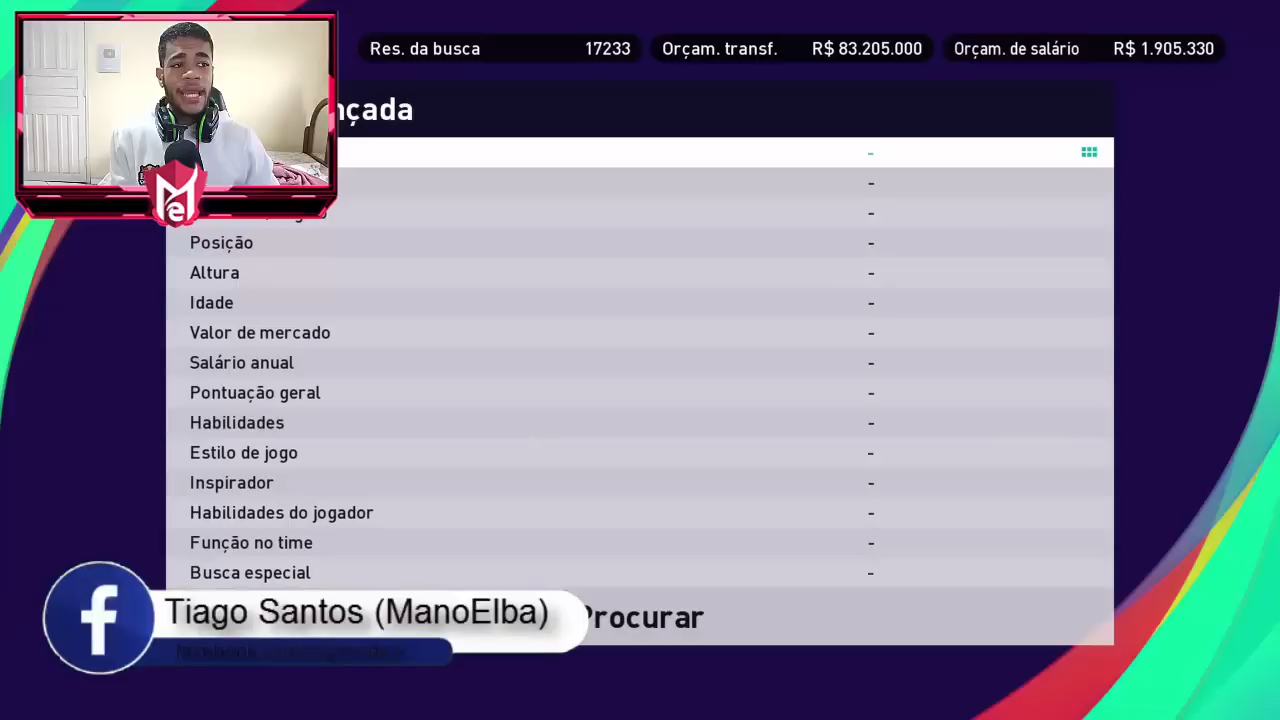 Res. da busca 17233
Orçam. transf. R$ 83.205.000
Orçam. de salário R$ 1.905.330
nçada
-
-
-
Posição -
Altura -
Idade -
Valor de mercado -
Salário anual -
Pontuação geral -
Habilidades -
Estilo de jogo -
Inspirador -
Habilidades do jogador -
Função no time -
Busca especial -
Procurar
Tiago Santos (ManoElba)